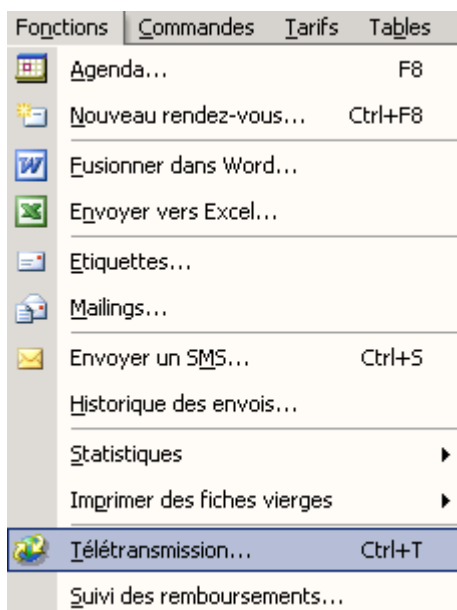 Fonctions Commandes Tarifs Tables
Agenda... F8
Nouveau rendez-vous... Ctrl+F8
Fusionner dans Word...
Envoyer vers Excel...
Etiquettes...
Mailings...
Envoyer un SMS... Ctrl+S
Historique des envois...
Statistiques
Imprimer des fiches vierges
Télétransmission... Ctrl+T
Suivi des remboursements...